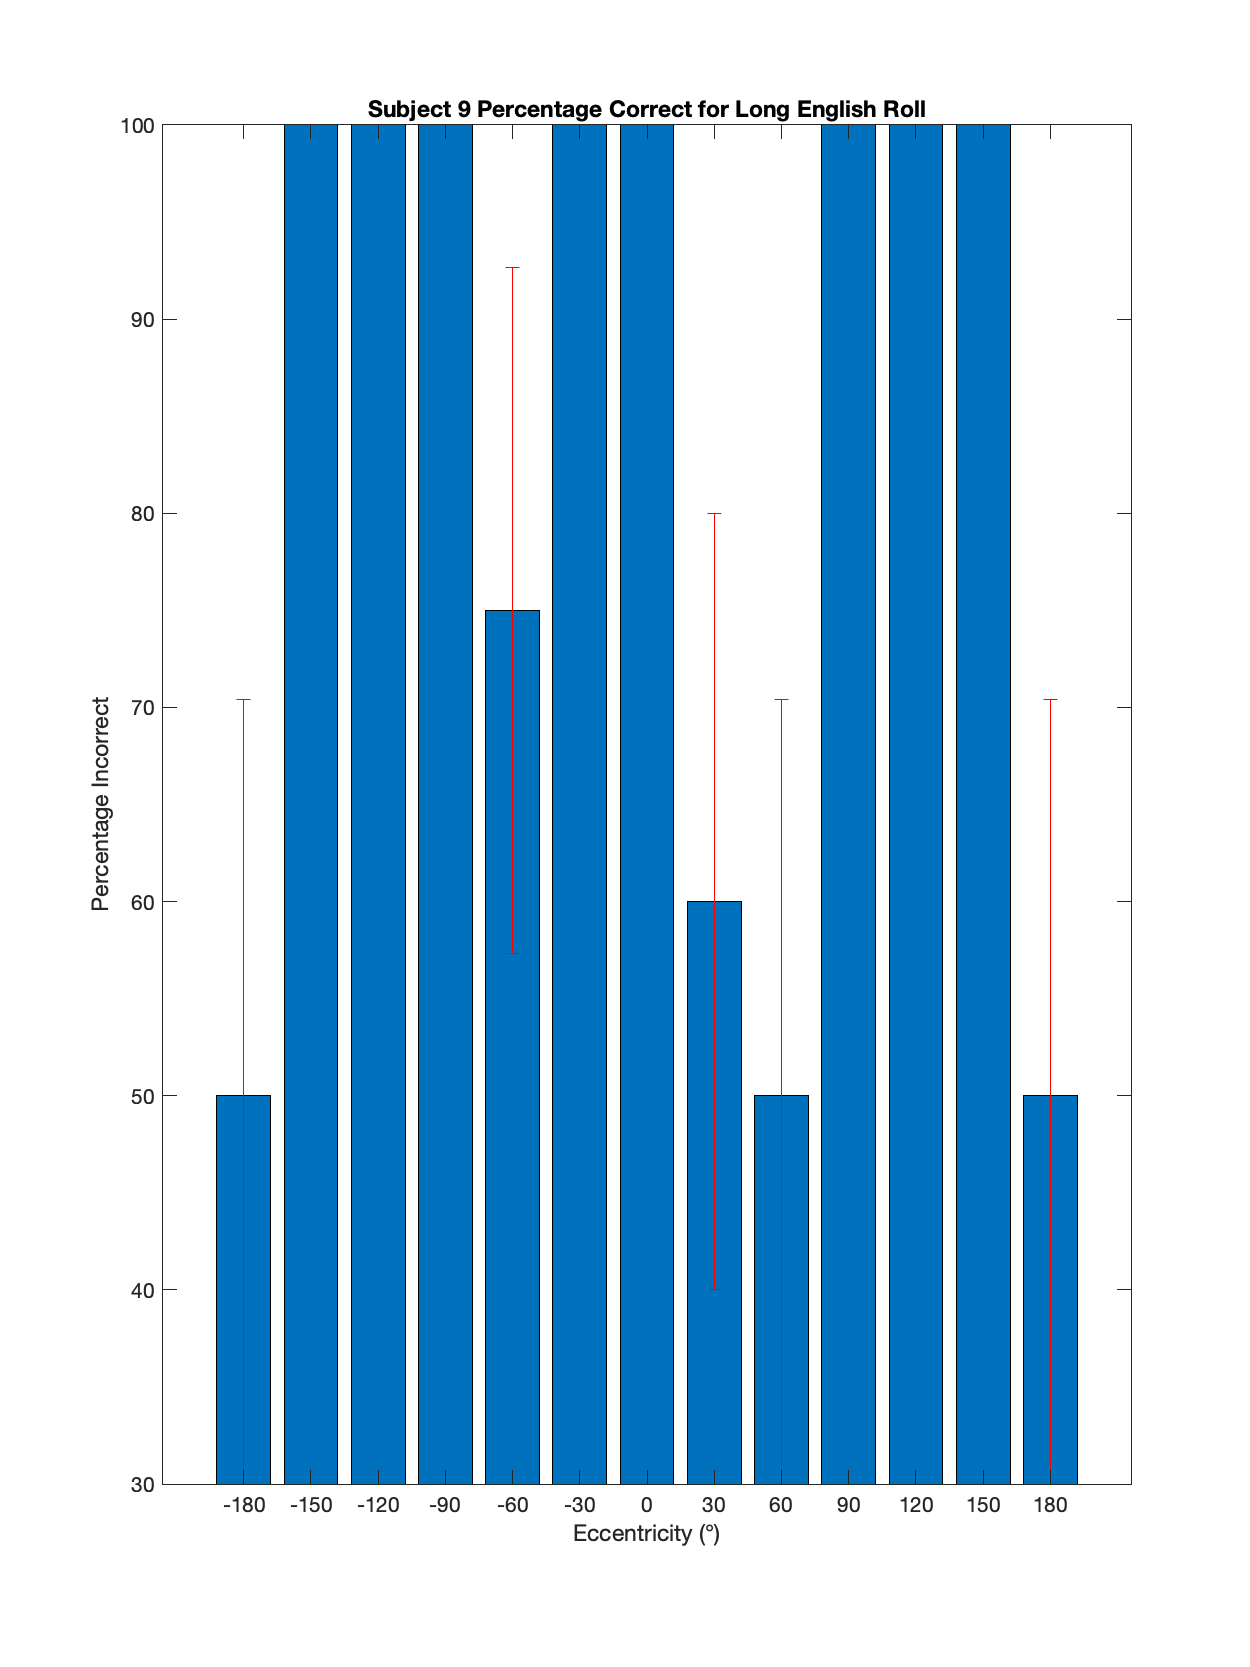 Subject 9 Percentage Correct for Long English Roll
100
90
80
70
60
50
40
30
Percentage Incorrect
-180 -150 -120 -90 -60 -30 0 30 60 90 120 150 180
Eccentricity (°)